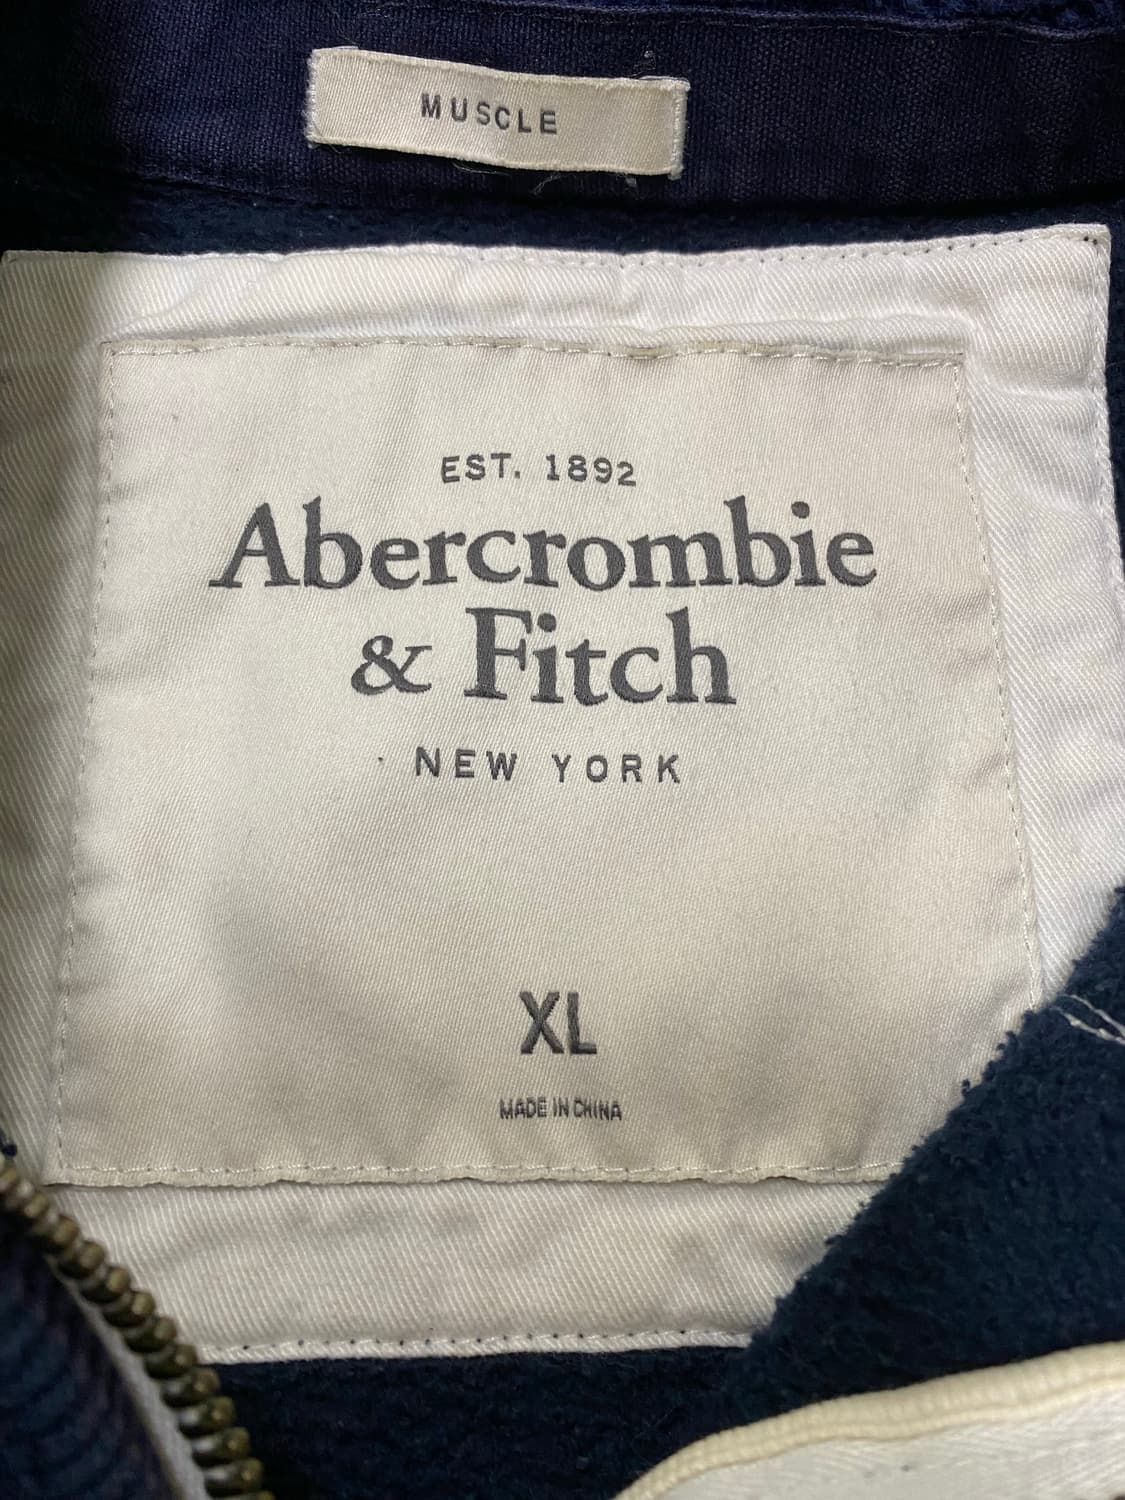 MUSCLE
EST. 1892
Abercrombie
& Fitch
NEW YORK
XL
MADE IN CHINA